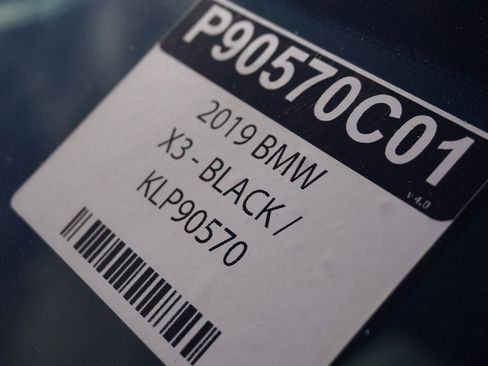 P90570C01
v 4.0
2019 BMW
X3 - BLACK /
KLP90570